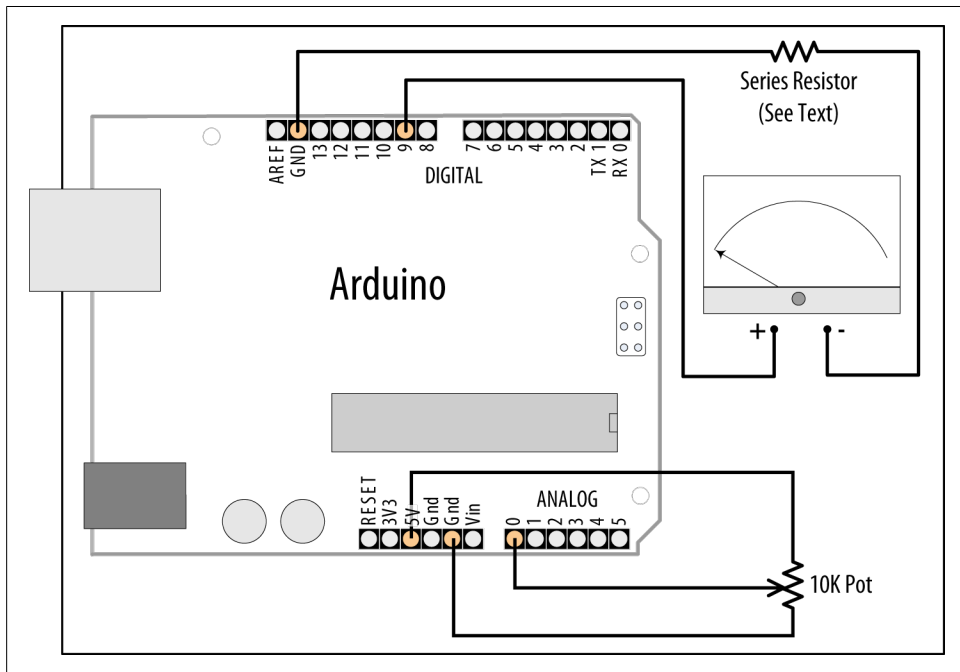 Series Resistor
(See Text)
AREF
GND
13
12
11
10
9
8
7
6
5
4
3
2
TX 1
RX 0
DIGITAL
Arduino
+
-
RESET
3V3
5V
Gnd
Gnd
Vin
ANALOG
0
1
2
3
4
5
10K Pot